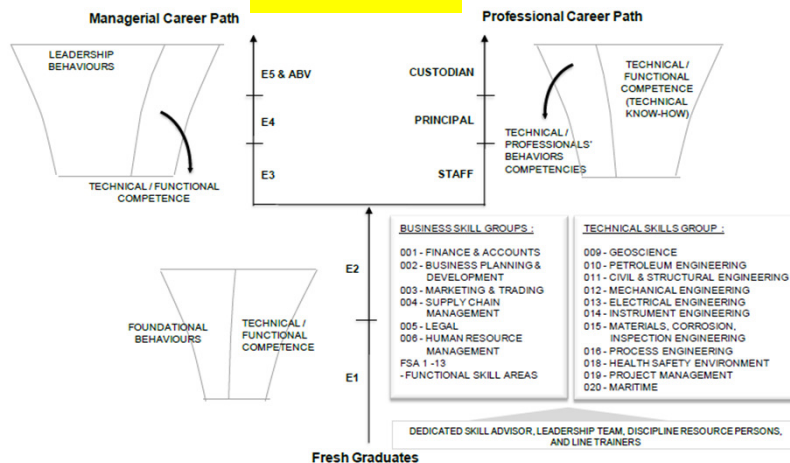 Managerial Career Path
Professional Career Path
LEADERSHIP
BEHAVIOURS
TECHNICAL / FUNCTIONAL
COMPETENCE
E5 & ABV
E4
E3
CUSTODIAN
PRINCIPAL
STAFF
TECHNICAL /
FUNCTIONAL
COMPETENCE
(TECHNICAL
KNOW-HOW)
TECHNICAL /
PROFESSIONALS'
BEHAVIORS
COMPETENCIES
FOUNDATIONAL
BEHAVIOURS
TECHNICAL /
FUNCTIONAL
COMPETENCE
E2
E1
Fresh Graduates
BUSINESS SKILL GROUPS :
001 - FINANCE & ACCOUNTS
002 - BUSINESS PLANNING &
DEVELOPMENT
003 - MARKETING & TRADING
004 - SUPPLY CHAIN
MANAGEMENT
005 - LEGAL
006 - HUMAN RESOURCE
MANAGEMENT
FSA 1 -13
- FUNCTIONAL SKILL AREAS
TECHNICAL SKILLS GROUP :
009 - GEOSCIENCE
010 - PETROLEUM ENGINEERING
011 - CIVIL & STRUCTURAL ENGINEERING
012 - MECHANICAL ENGINEERING
013 - ELECTRICAL ENGINEERING
014 - INSTRUMENT ENGINEERING
015 - MATERIALS, CORROSION,
INSPECTION ENGINEERING
016 - PROCESS ENGINEERING
018 - HEALTH SAFETY ENVIRONMENT
019 - PROJECT MANAGEMENT
020 - MARITIME
DEDICATED SKILL ADVISOR, LEADERSHIP TEAM, DISCIPLINE RESOURCE PERSONS,
AND LINE TRAINERS